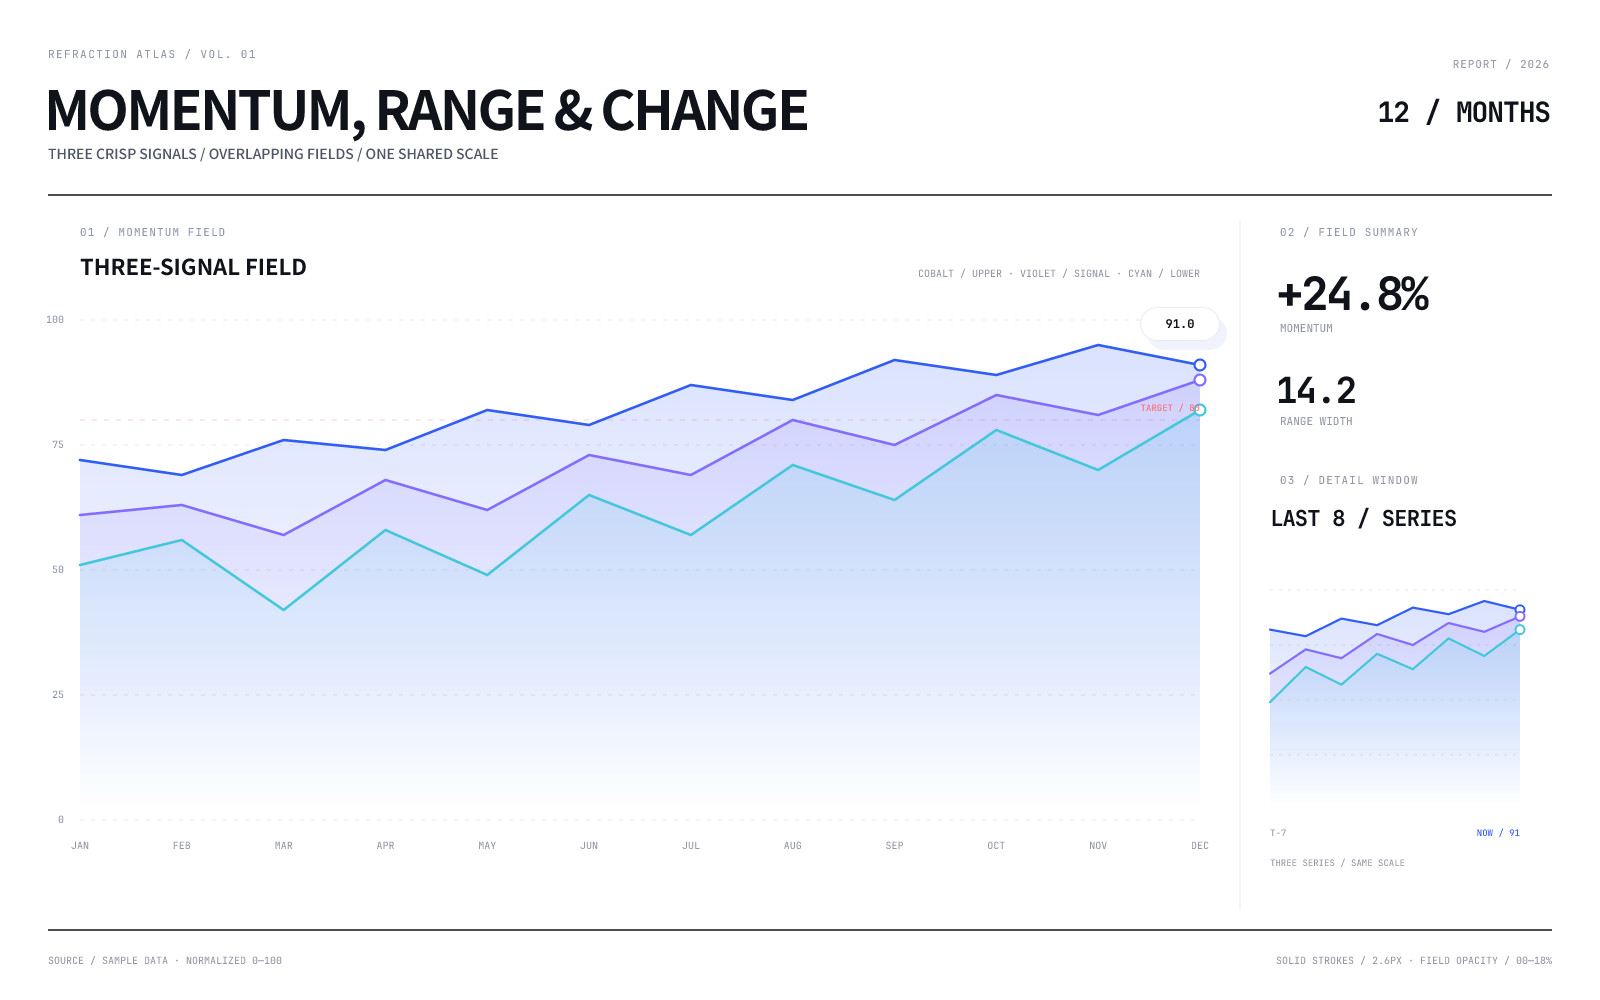 REFRACTION ATLAS / VOL. 01
REPORT / 2026
MOMENTUM, RANGE & CHANGE
12 / MONTHS
THREE CRISP SIGNALS / OVERLAPPING FIELDS / ONE SHARED SCALE
01 / MOMENTUM FIELD
THREE-SIGNAL FIELD
COBALT / UPPER · VIOLET / SIGNAL · CYAN / LOWER
100
91.0
TARGET / 80
75
50
25
0
JAN FEB MAR APR MAY JUN JUL AUG SEP OCT NOV DEC
02 / FIELD SUMMARY
+24.8%
MOMENTUM
14.2
RANGE WIDTH
03 / DETAIL WINDOW
LAST 8 / SERIES
T-7 NOW / 91
THREE SERIES / SAME SCALE
SOURCE / SAMPLE DATA · NORMALIZED 0—100
SOLID STROKES / 2.6PX · FIELD OPACITY / 00—18%